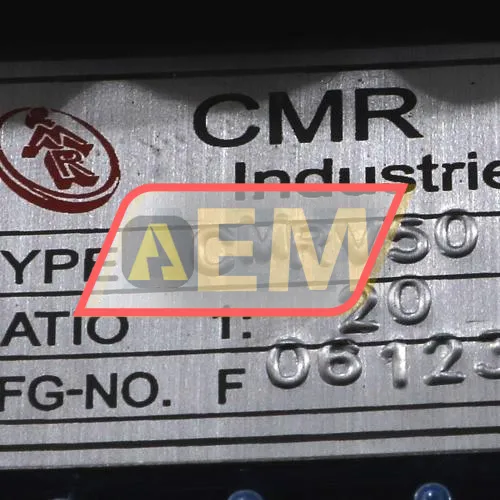 CMR
Industrie
YPE 50
AEM
ATIO 1: 20
FG-NO. F 06123